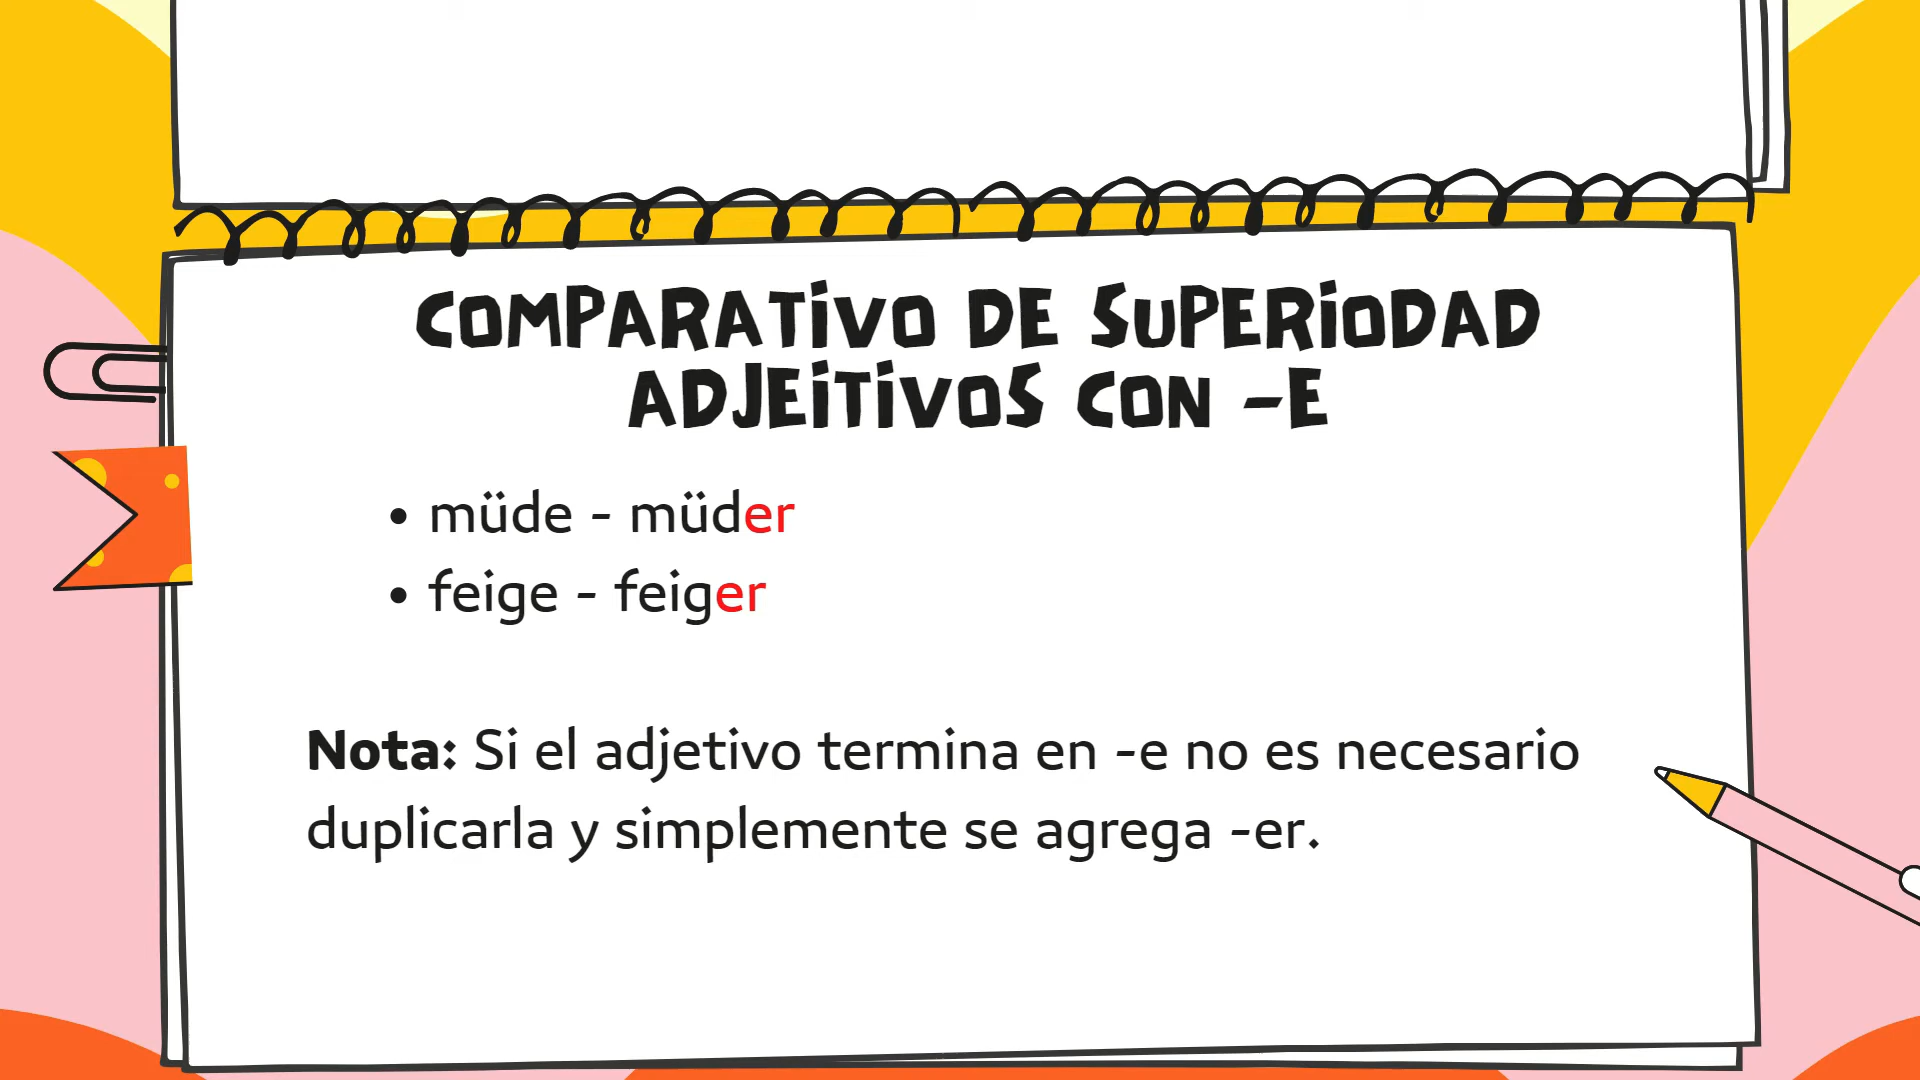 COMPARATIVO DE SUPERIODAD
ADJEITIVOS CON -E
• müde - müder
• feige - feiger
Nota: Si el adjetivo termina en -e no es necesario
duplicarla y simplemente se agrega -er.